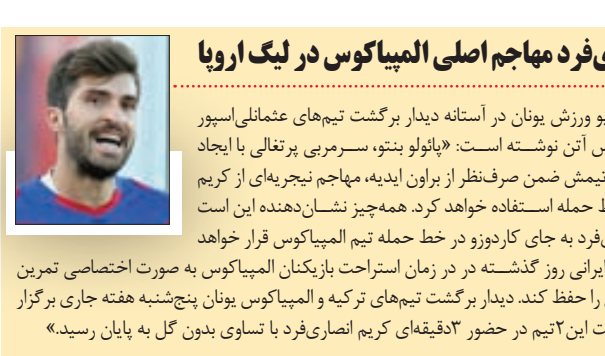 ‌فرد مهاجم اصلی المپیاکوس در لیگ اروپا
ورزش یونان در آستانه دیدار برگشت تیم‌های عثمانلی‌اسپور
آتن نوشته است: «پائولو بنتو، سرمربی پرتغالی با ایجاد
تیمش ضمن صرف‌نظر از براون ایدیه، مهاجم نیجریه‌ای از کریم
حمله استفاده خواهد کرد. همه‌چیز نشان‌دهنده این است
‌فرد به جای کاردوزو در خط حمله تیم المپیاکوس قرار خواهد
ایرانی روز گذشته در در زمان استراحت بازیکنان المپیاکوس به صورت اختصاصی تمرین
را حفظ کند. دیدار برگشت تیم‌های ترکیه و المپیاکوس یونان پنج‌شنبه هفته جاری برگزار
این ۲تیم در حضور ۳دقیقه‌ای کریم انصاری‌فرد با تساوی بدون گل به پایان رسید.»